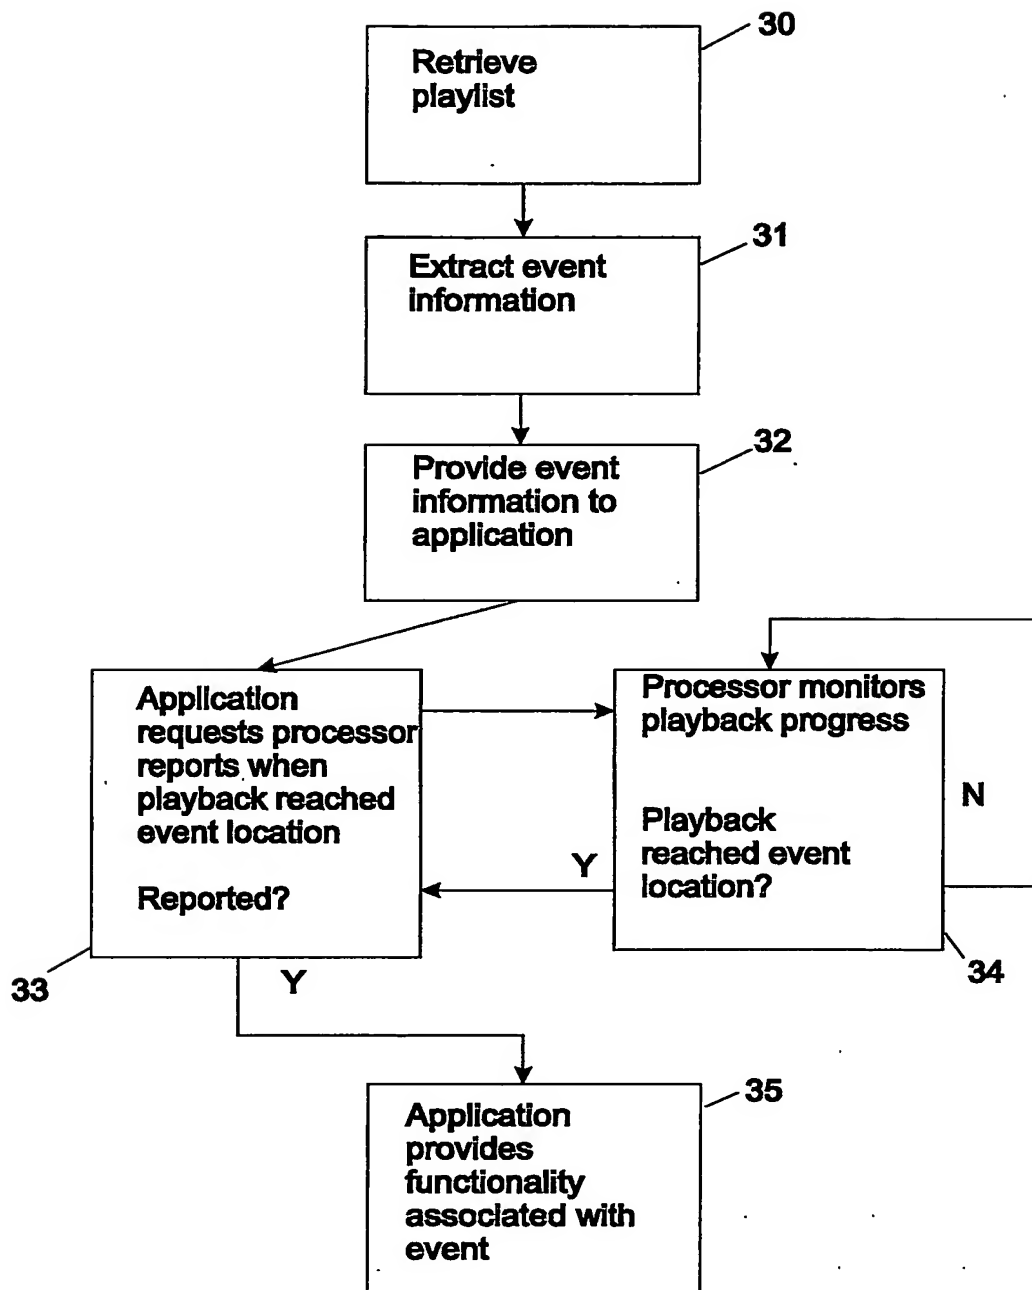 30
Retrieve
playlist
31
Extract event
information
32
Provide event
information to
application
Application
requests processor
reports when
playback reached
event location
Reported?
33
Y
Processor monitors
playback progress
Playback
reached event
location?
Y
N
34
35
Application
provides
functionality
associated with
event